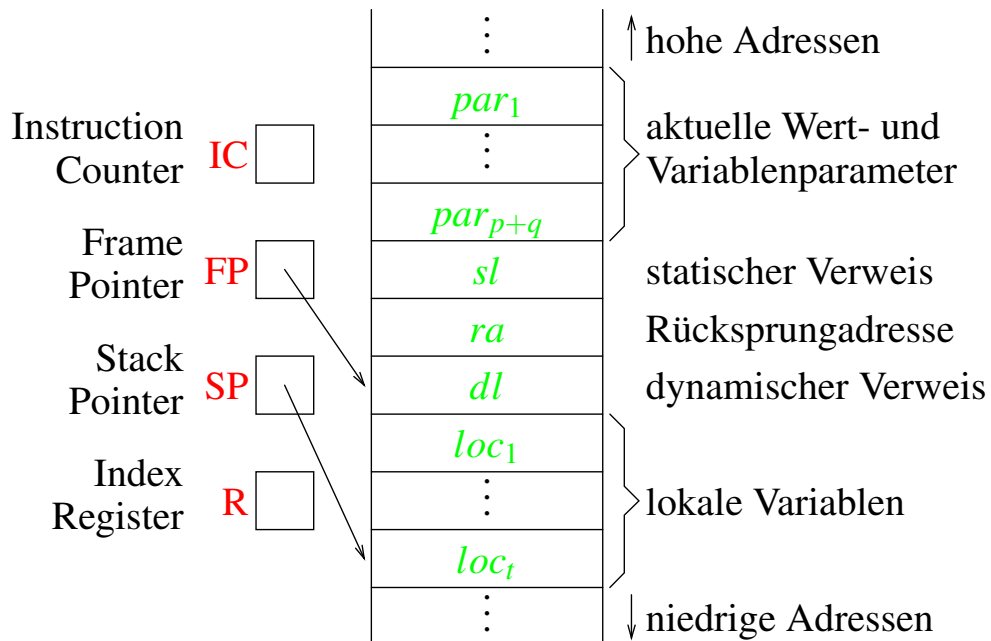 ⋮
↑ hohe Adressen
par₁
Instruction
Counter
IC
⋮
aktuelle Wert- und
Variablenparameter
parₚ₊q
Frame
Pointer
FP
sl
statischer Verweis
ra
Rücksprungadresse
Stack
Pointer
SP
dl
dynamischer Verweis
loc₁
Index
Register
R
⋮
lokale Variablen
locₜ
⋮
↓ niedrige Adressen